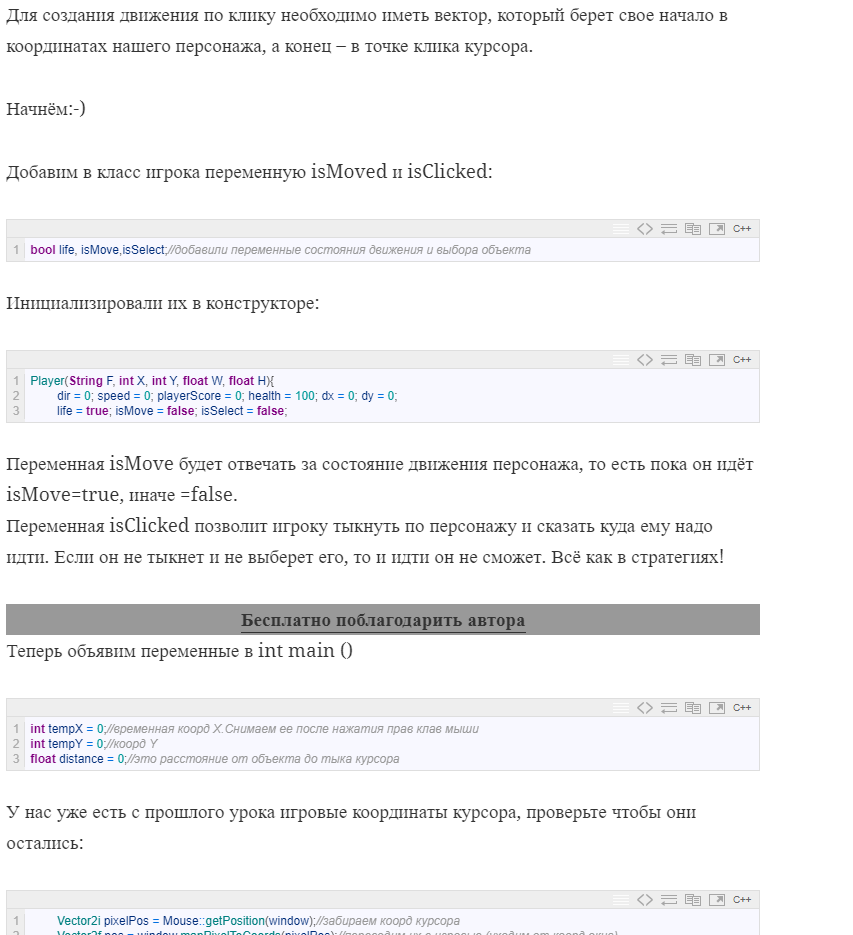 Для создания движения по клику необходимо иметь вектор, который берет свое начало в
координатах нашего персонажа, а конец – в точке клика курсора.
Начнём:-)
Добавим в класс игрока переменную isMoved и isClicked:
C++
1 bool life, isMove,isSelect;//добавили переменные состояния движения и выбора объекта
Инициализировали их в конструкторе:
C++
1 Player(String F, int X, int Y, float W, float H){
2 dir = 0; speed = 0; playerScore = 0; health = 100; dx = 0; dy = 0;
3 life = true; isMove = false; isSelect = false;
Переменная isMove будет отвечать за состояние движения персонажа, то есть пока он идёт
isMove=true, иначе =false.
Переменная isClicked позволит игроку тыкнуть по персонажу и сказать куда ему надо
идти. Если он не тыкнет и не выберет его, то и идти он не сможет. Всё как в стратегиях!
Бесплатно поблагодарить автора
Теперь объявим переменные в int main ()
C++
1 int tempX = 0;//временная коорд X.Снимаем ее после нажатия прав клав мыши
2 int tempY = 0;//коорд Y
3 float distance = 0;//это расстояние от объекта до тыка курсора
У нас уже есть с прошлого урока игровые координаты курсора, проверьте чтобы они
остались:
C++
1 Vector2i pixelPos = Mouse::getPosition(window);//забираем коорд курсора
Vector2f pos = window.mapPixelToCoords(pixelPos);//переводим их в игровые (уходим от коорд окна)